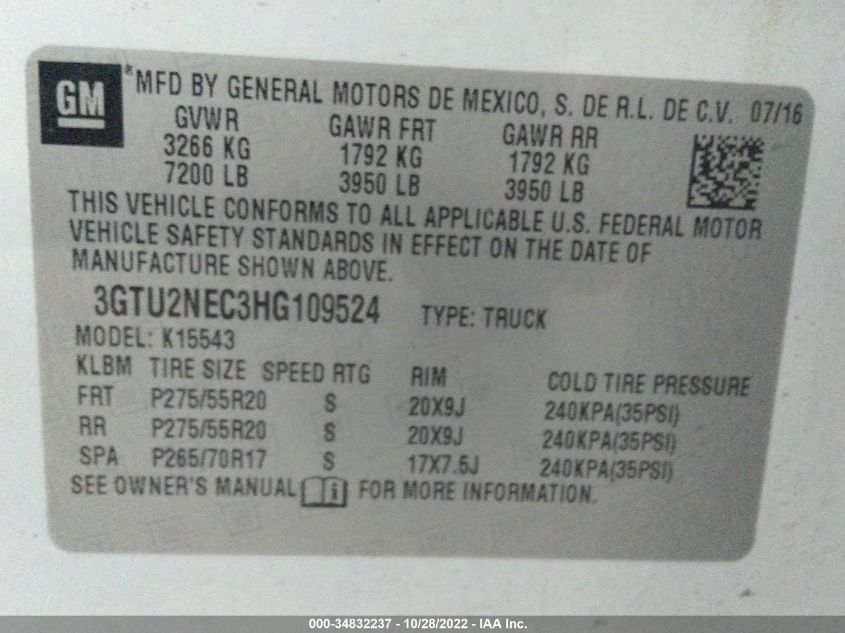 GM
*MFD BY GENERAL MOTORS DE MEXICO, S. DE R.L. DE C.V. 07/16
GVWR GAWR FRT GAWR RR
3266 KG 1792 KG 1792 KG
7200 LB 3950 LB 3950 LB
THIS VEHICLE CONFORMS TO ALL APPLICABLE U.S. FEDERAL MOTOR
VEHICLE SAFETY STANDARDS IN EFFECT ON THE DATE OF
MANUFACTURE SHOWN ABOVE.
3GTU2NEC3HG109524 TYPE: TRUCK
MODEL: K15543
KLBM TIRE SIZE SPEED RTG RIM COLD TIRE PRESSURE
FRT P275/55R20 S 20X9J 240KPA(35PSI)
RR P275/55R20 S 20X9J 240KPA(35PSI)
SPA P265/70R17 S 17X7.5J 240KPA(35PSI)
SEE OWNER'S MANUAL FOR MORE INFORMATION.
000-34832237 - 10/28/2022 - IAA Inc.